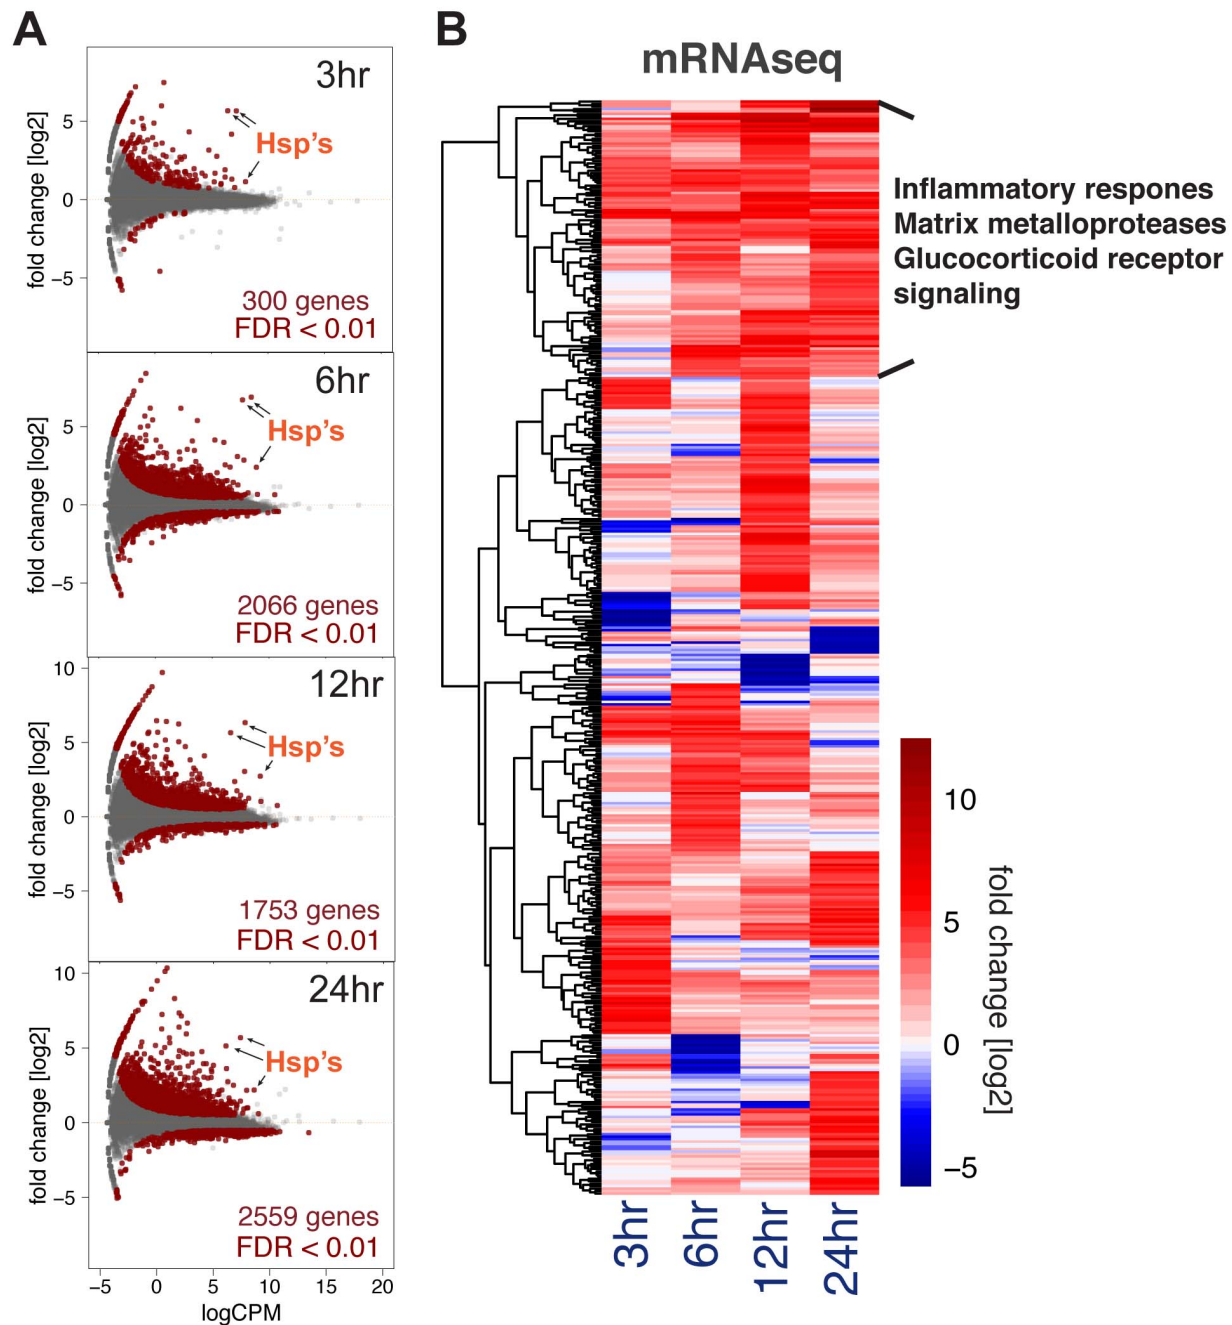 A
3hr
Hsp's
300 genes
FDR < 0.01
5
0
−5
fold change [log2]
6hr
Hsp's
2066 genes
FDR < 0.01
5
0
−5
fold change [log2]
12hr
Hsp's
1753 genes
FDR < 0.01
10
5
0
−5
fold change [log2]
24hr
Hsp's
2559 genes
FDR < 0.01
10
5
0
−5
fold change [log2]
−5 0 5 10 15 20
logCPM
B
mRNAseq
Inflammatory respones
Matrix metalloproteases
Glucocorticoid receptor
signaling
10
5
0
−5
fold change [log2]
3hr 6hr 12hr 24hr